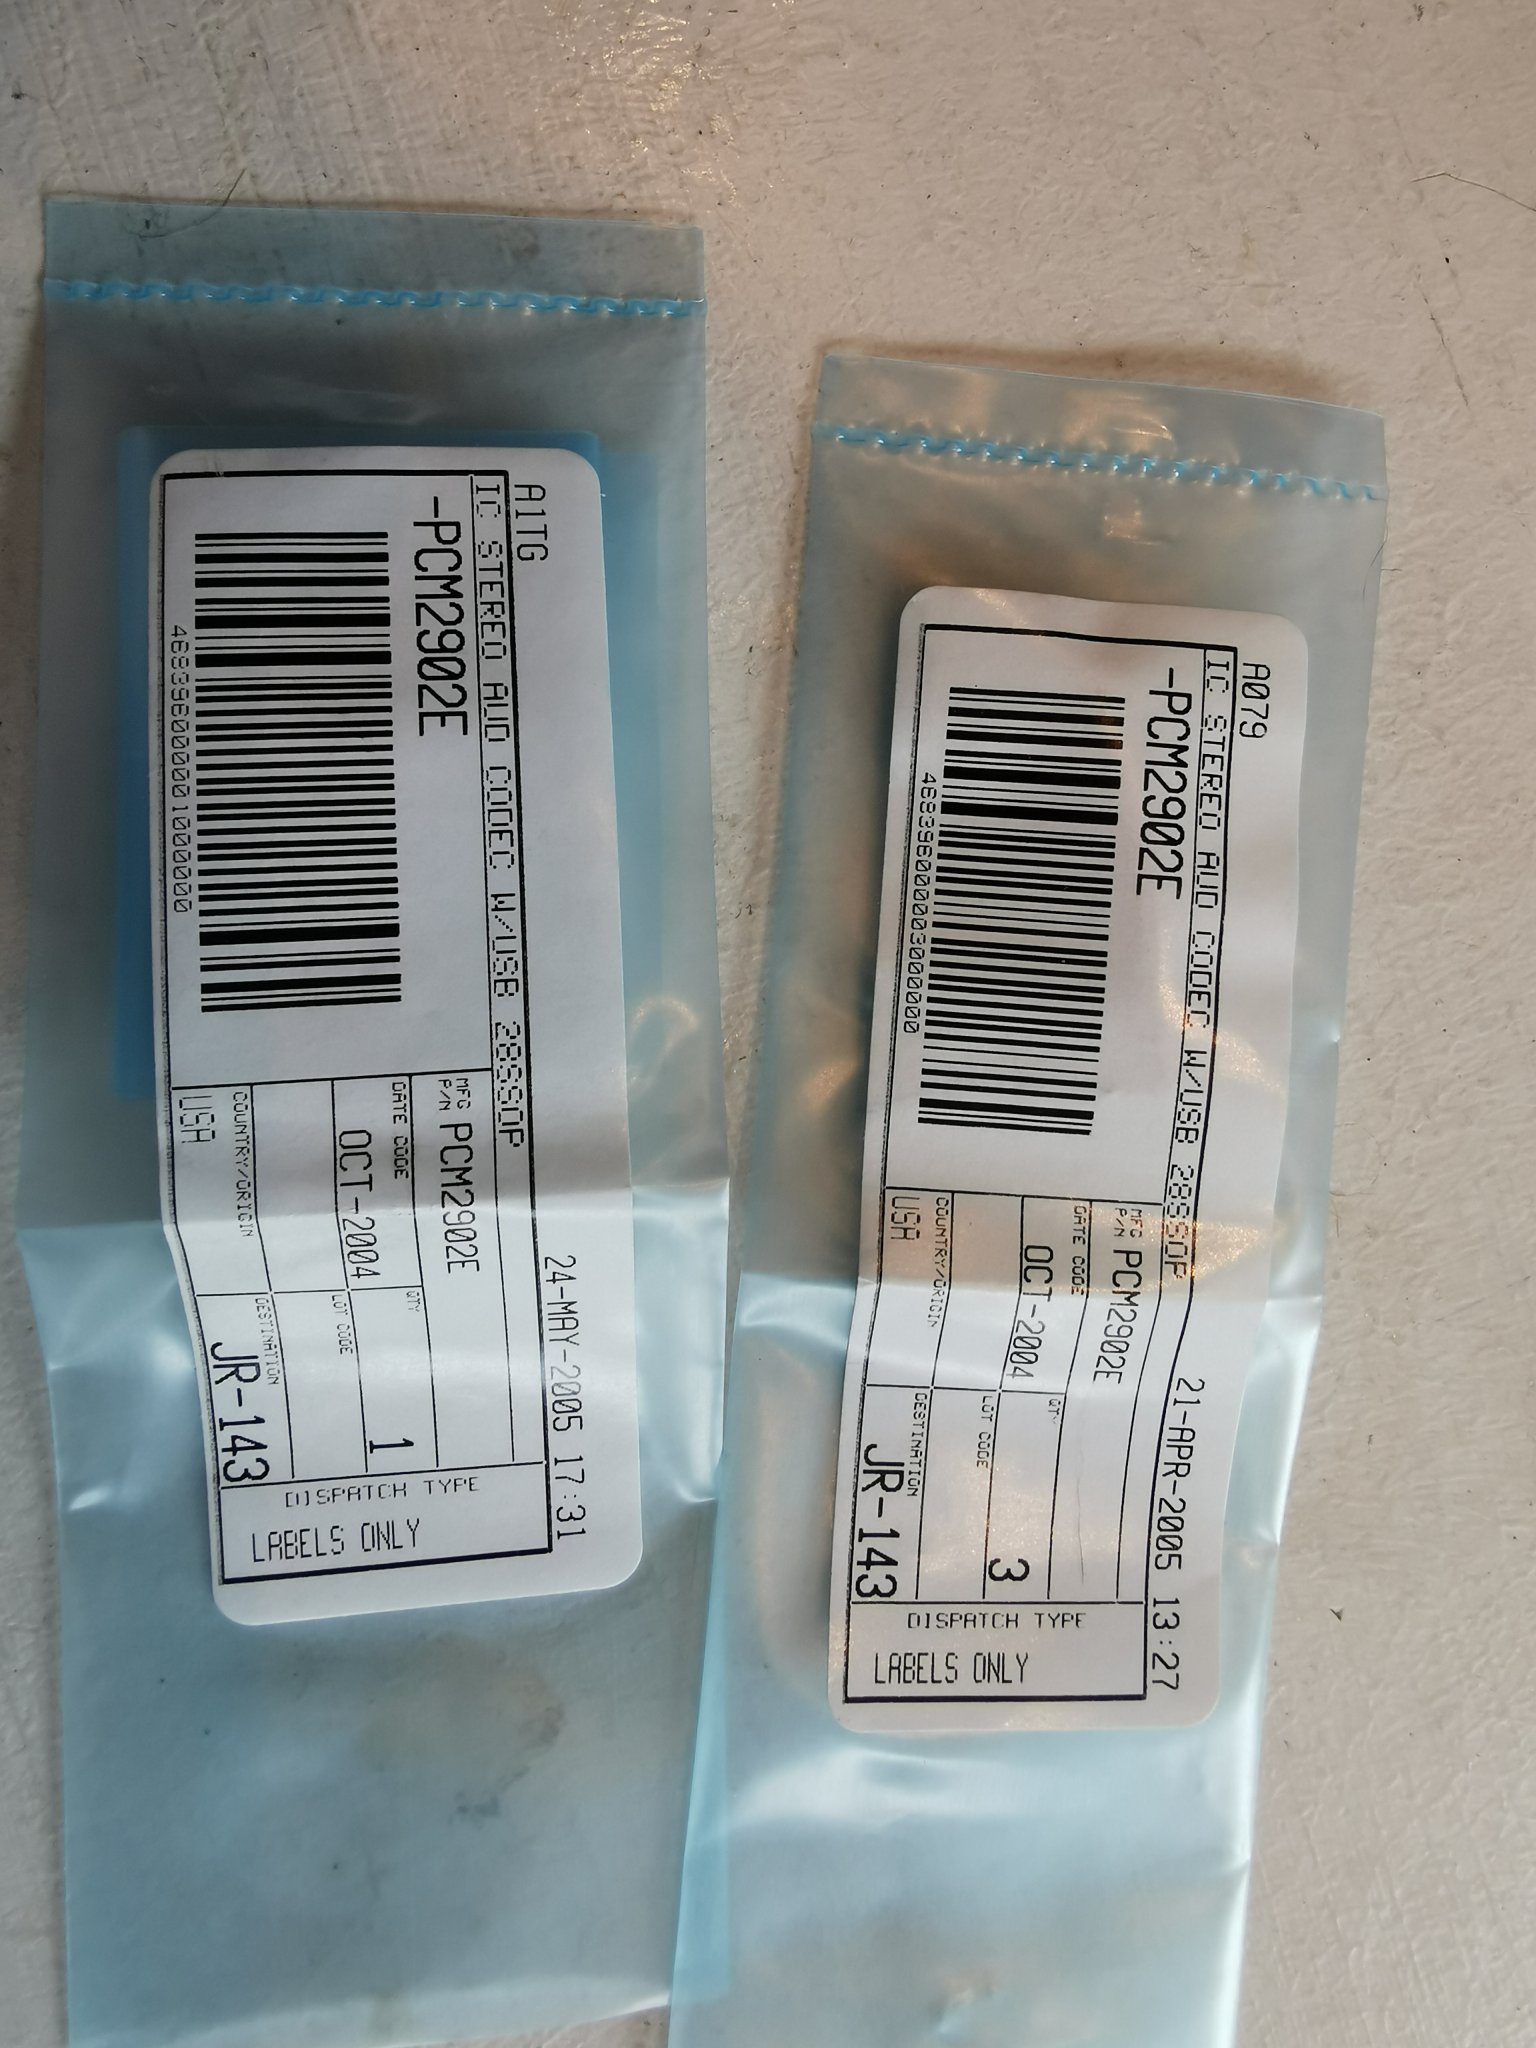 A1TG
24-MAY-2005 17:31
IC STEREO AUD CODEC W/USB 28SSOP
-PCM2902E
MFG P/N PCM2902E
DATE CODE
OCT-2004
QTY
1
LOT CODE
COUNTRY/ORIGIN
USA
DESTINATION
JR-143
DISPATCH TYPE
LABELS ONLY
A079
21-APR-2005 13:27
IC STEREO AUD CODEC W/USB 28SSOP
-PCM2902E
MFG P/N PCM2902E
DATE CODE
OCT-2004
QTY
3
LOT CODE
COUNTRY/ORIGIN
USA
DESTINATION
JR-143
DISPATCH TYPE
LABELS ONLY